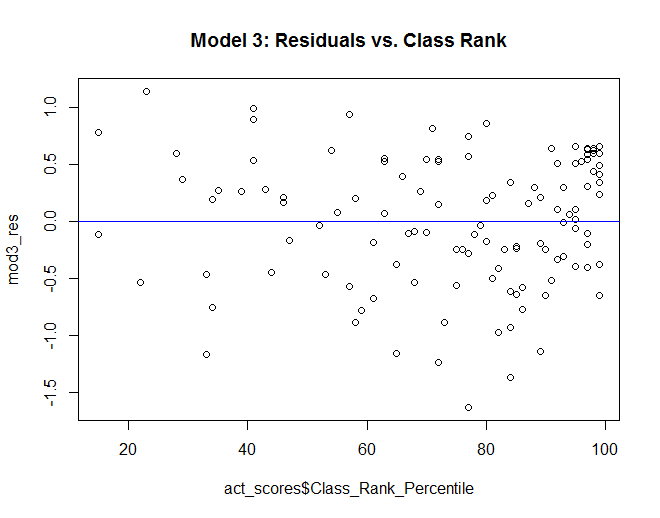 Model 3: Residuals vs. Class Rank
mod3_res
1.0
0.5
0.0
-0.5
-1.0
-1.5
20 40 60 80 100
act_scores$Class_Rank_Percentile